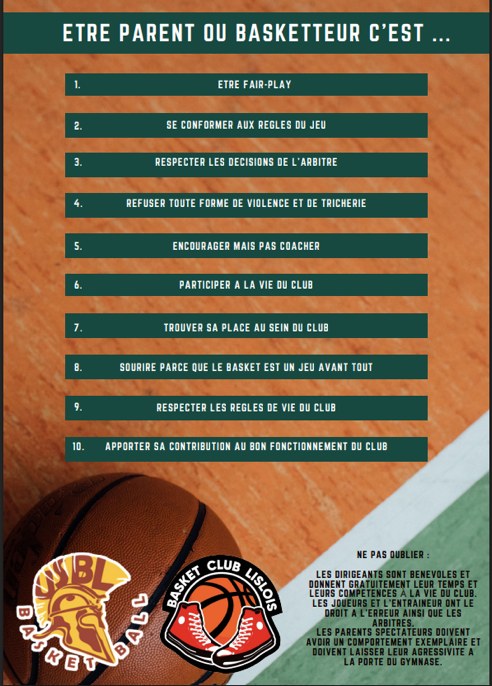 ETRE PARENT OU BASKETTEUR C'EST ...
1. ETRE FAIR-PLAY
2. SE CONFORMER AUX REGLES DU JEU
3. RESPECTER LES DECISIONS DE L'ARBITRE
4. REFUSER TOUTE FORME DE VIOLENCE ET DE TRICHERIE
5. ENCOURAGER MAIS PAS COACHER
6. PARTICIPER A LA VIE DU CLUB
7. TROUVER SA PLACE AU SEIN DU CLUB
8. SOURIRE PARCE QUE LE BASKET EST UN JEU AVANT TOUT
9. RESPECTER LES REGLES DE VIE DU CLUB
10. APPORTER SA CONTRIBUTION AU BON FONCTIONNEMENT DU CLUB
BASKET BALL
BASKET CLUB LISLOIS
NE PAS OUBLIER :
LES DIRIGEANTS SONT BENEVOLES ET
DONNENT GRATUITEMENT LEUR TEMPS ET
LEURS COMPETENCES À LA VIE DU CLUB.
LES JOUEURS ET L'ENTRAINEUR ONT LE
DROIT A L'ERREUR AINSI QUE LES
ARBITRES.
LES PARENTS SPECTATEURS DOIVENT
AVOIR UN COMPORTEMENT EXEMPLAIRE ET
DOIVENT LAISSER LEUR AGRESSIVITE A
LA PORTE DU GYMNASE.